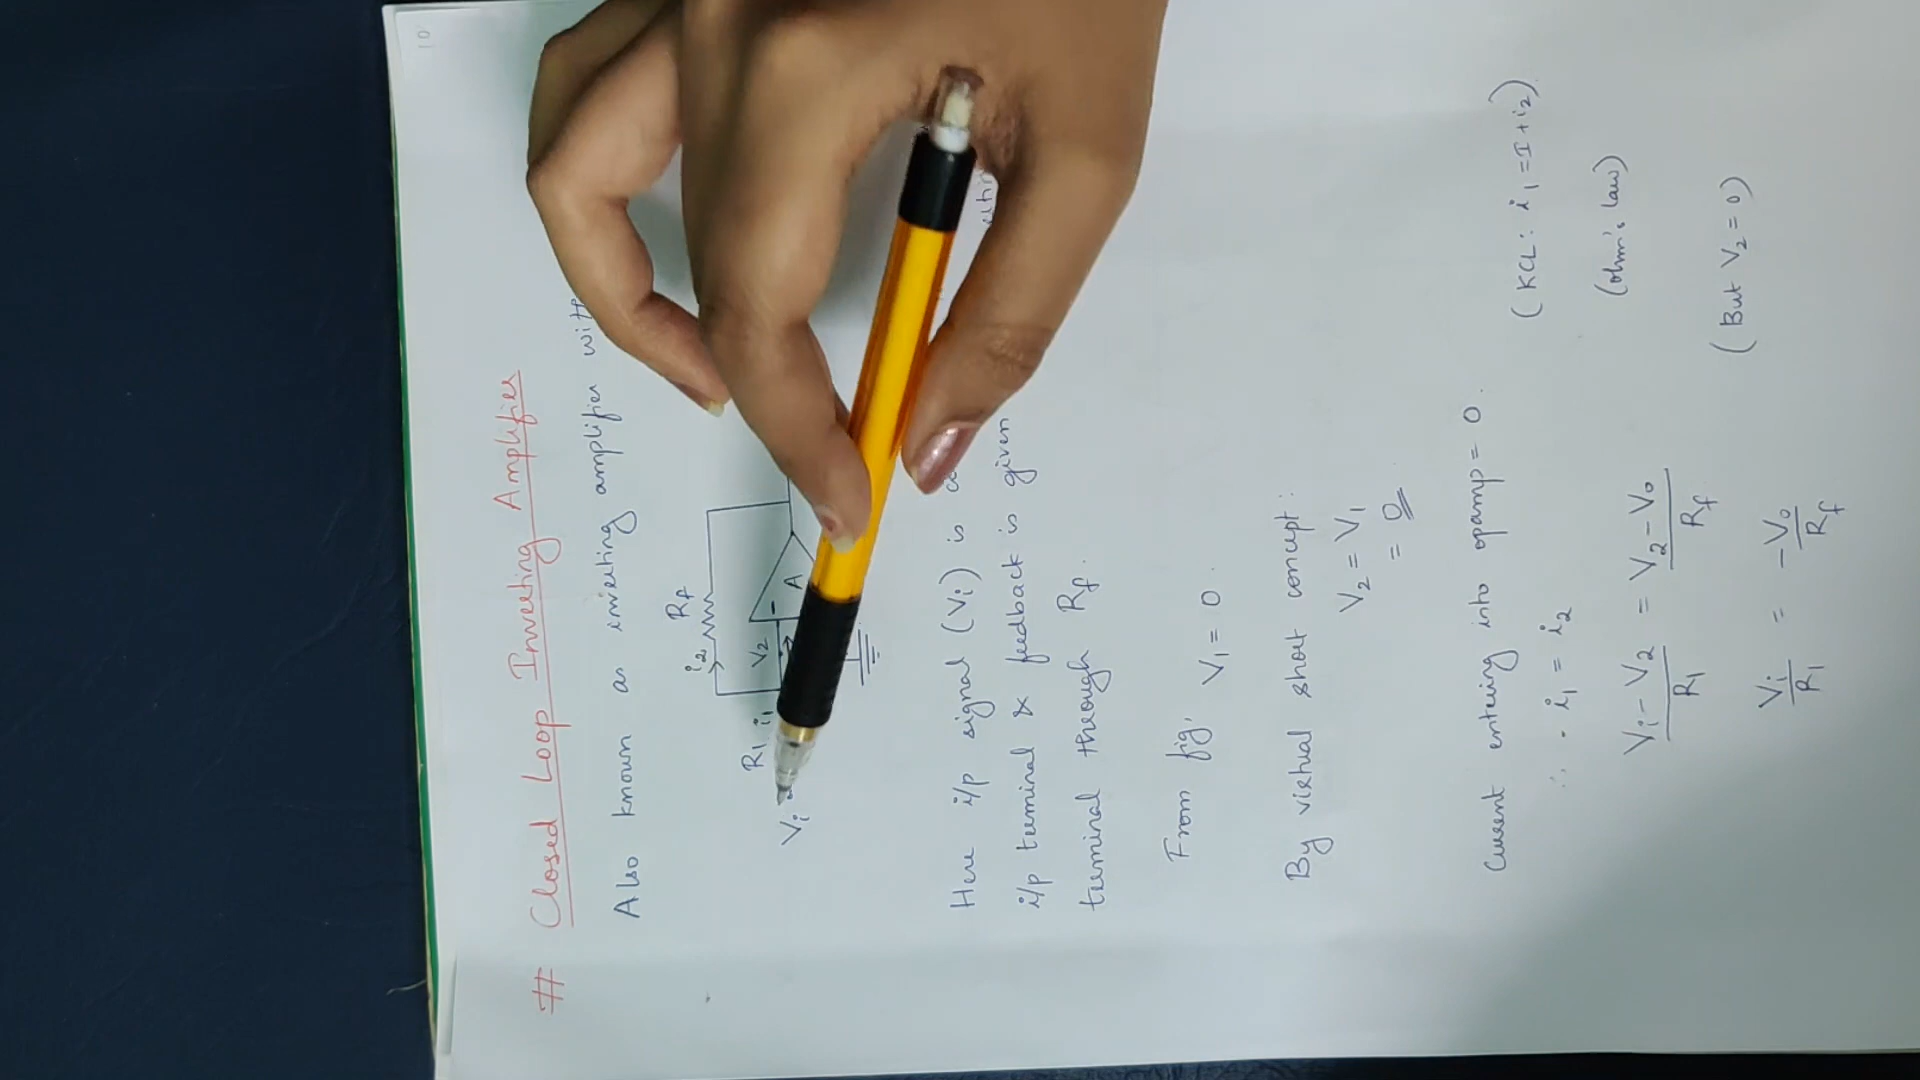 10
# Closed Loop Inverting Amplifier
Also known as inverting amplifier with
Rf
i2
V2
R1 i1
- A
Vi
Here i/p signal (Vi) is
i/p terminal & feedback is given
terminal through Rf.
From fig, V1 = 0.
By virtual short concept:
V2 = V1
= 0
Current entering into opamp = 0.
∴ i1 = i2 (KCL: i1 = I + i2)
Vi - V2 / R1 = V2 - Vo / Rf (ohm's law)
Vi / R1 = -Vo / Rf (But V2 = 0)